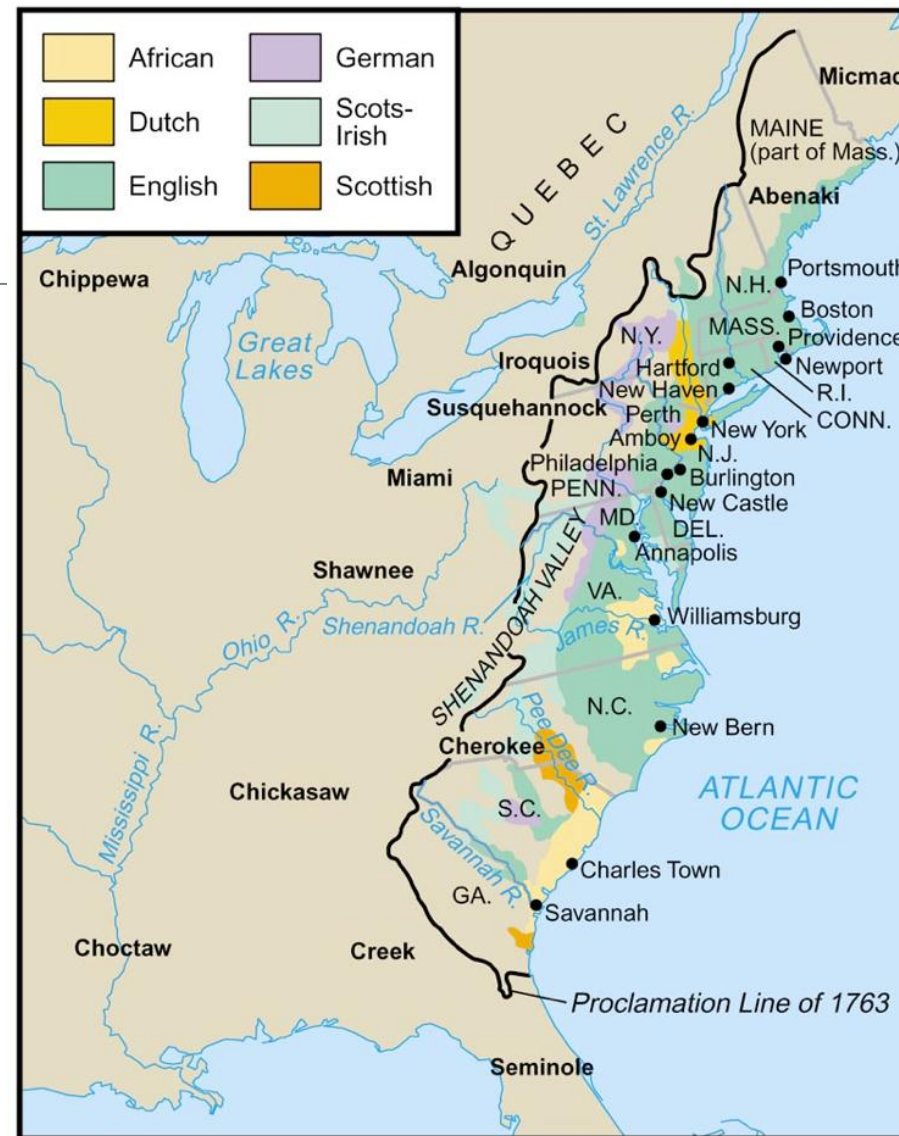 African
Dutch
English
German
Scots-
Irish
Scottish
QUEBEC
St. Lawrence R.
Micmac
MAINE
(part of Mass.)
Abenaki
Chippewa
Algonquin
Great
Lakes
N.H.
Portsmouth
Boston
MASS.
Providence
N.Y.
Iroquois
Hartford
Newport
New Haven
R.I.
Susquehannock
CONN.
Perth
Amboy
New York
N.J.
Philadelphia
Burlington
Miami
PENN.
New Castle
MD.
DEL.
Annapolis
Shawnee
SHENANDOAH VALLEY
VA.
Williamsburg
Ohio R.
Shenandoah R.
James R.
N.C.
New Bern
Mississippi R.
Cherokee
Pee Dee R.
Chickasaw
ATLANTIC
OCEAN
S.C.
Savannah R.
Charles Town
GA.
Savannah
Choctaw
Creek
Proclamation Line of 1763
Seminole